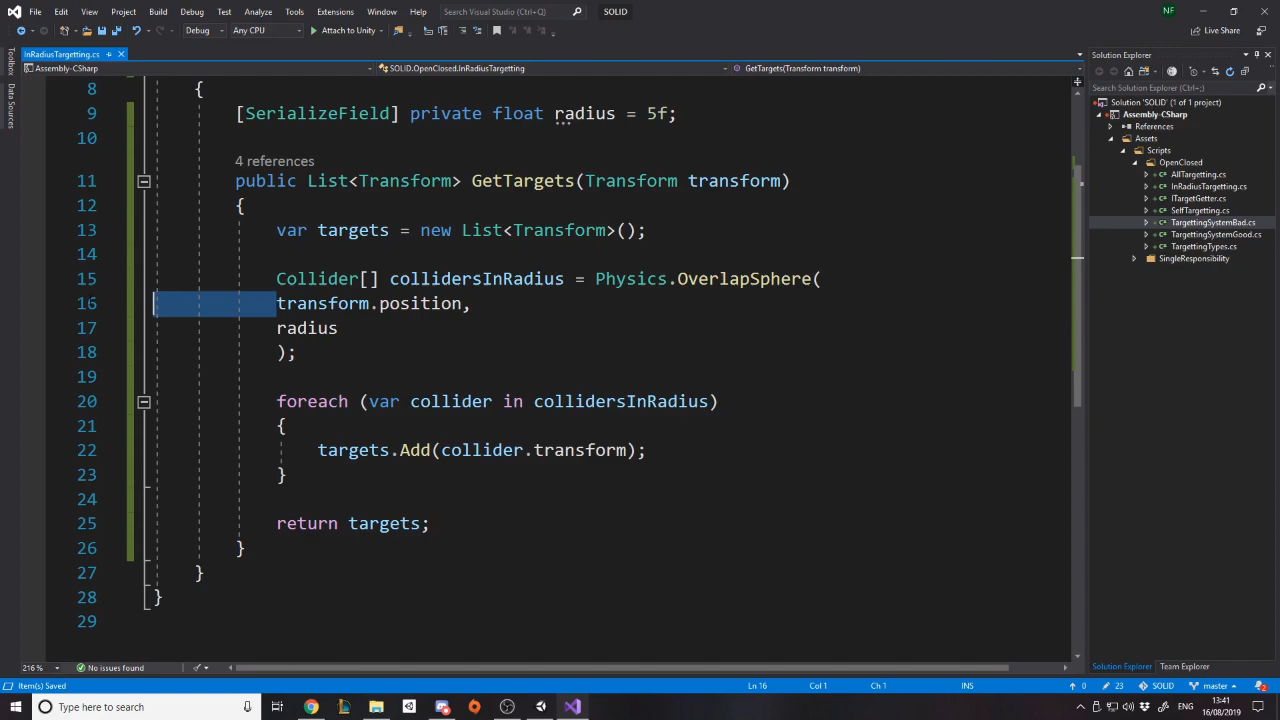 File Edit View Project Build Debug Test Analyze Tools Extensions Window Help Search Visual Studio SOLID NF
Debug Any CPU Attach to Unity Live Share
Toolbox
Data Sources
InRadiusTargetting.cs
Assembly-CSharp SOLID.OpenClosed.InRadiusTargetting GetTargets(Transform transform)
8 {
9 [SerializeField] private float radius = 5f;
10
4 references
11 public List<Transform> GetTargets(Transform transform)
12 {
13 var targets = new List<Transform>();
14
15 Collider[] collidersInRadius = Physics.OverlapSphere(
16 transform.position,
17 radius
18 );
19
20 foreach (var collider in collidersInRadius)
21 {
22 targets.Add(collider.transform);
23 }
24
25 return targets;
26 }
27 }
28 }
29
Solution Explorer
Search Solution Explorer (Ctrl+;)
Solution 'SOLID' (1 of 1 project)
Assembly-CSharp
References
Assets
Scripts
OpenClosed
AllTargetting.cs
InRadiusTargetting.cs
ITargetGetter.cs
SelfTargetting.cs
TargettingSystemBad.cs
TargettingSystemGood.cs
TargettingTypes.cs
SingleResponsibility
Solution Explorer Team Explorer
216 % No issues found
Item(s) Saved Ln 16 Col 1 Ch 1 INS 0 23 SOLID master 2
Type here to search ENG 13:41
16/08/2019